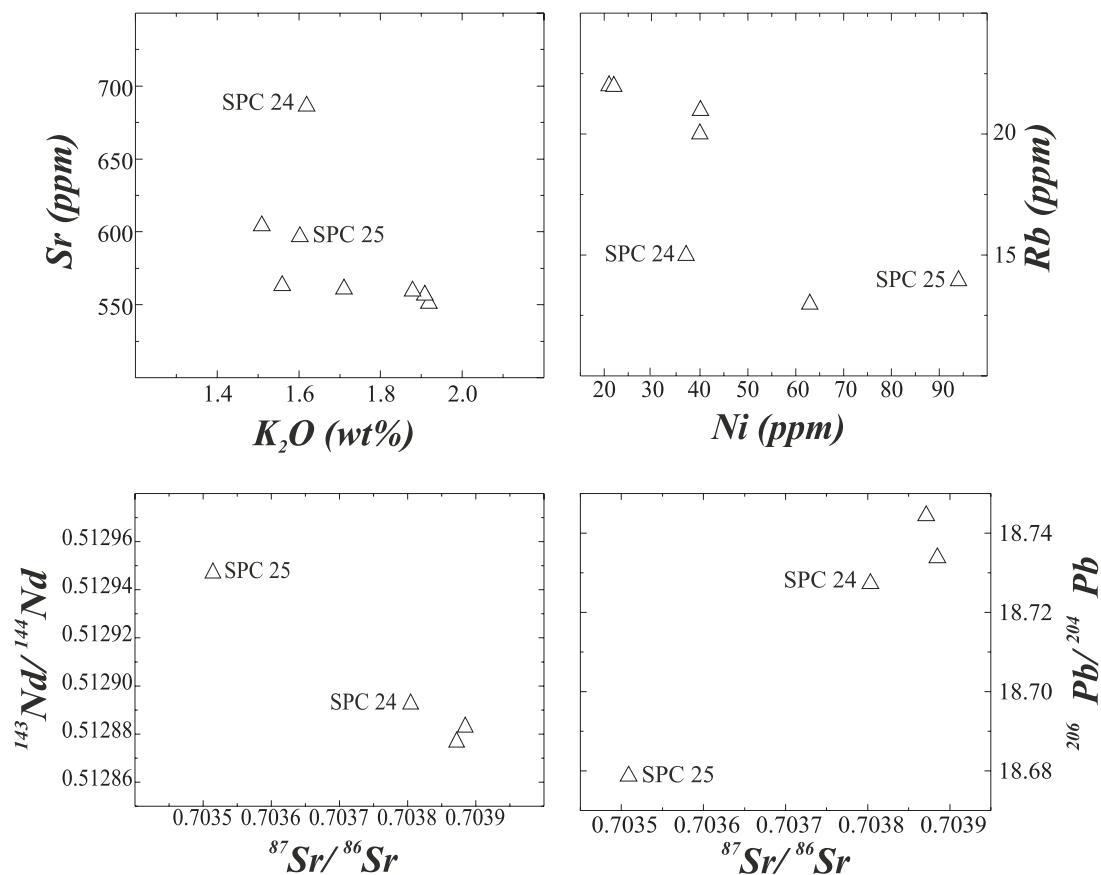 Sr (ppm)
700
650
600
550
SPC 24
SPC 25
1.4 1.6 1.8 2.0
K₂O (wt%)
Rb (ppm)
20
15
SPC 24
SPC 25
20 30 40 50 60 70 80 90
Ni (ppm)
¹⁴³Nd/ ¹⁴⁴Nd
0.51296
0.51294
0.51292
0.51290
0.51288
0.51286
SPC 25
SPC 24
0.7035 0.7036 0.7037 0.7038 0.7039
⁸⁷Sr/ ⁸⁶Sr
²⁰⁶Pb/ ²⁰⁴Pb
18.74
18.72
18.70
18.68
SPC 24
SPC 25
0.7035 0.7036 0.7037 0.7038 0.7039
⁸⁷Sr/ ⁸⁶Sr